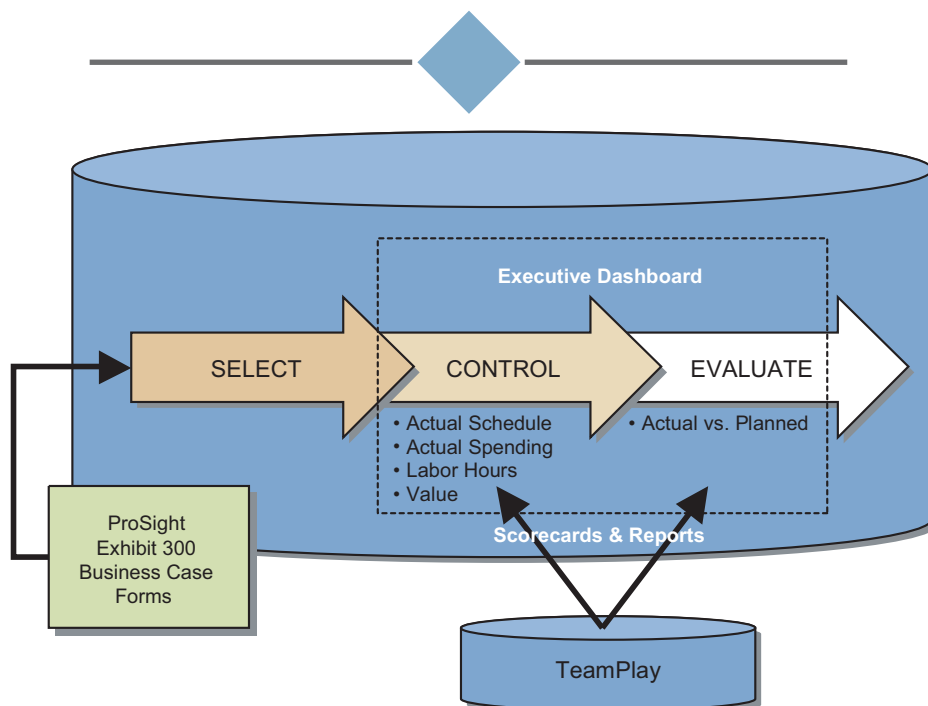 Executive Dashboard
SELECT
CONTROL
EVALUATE
• Actual Schedule
• Actual Spending
• Labor Hours
• Value
• Actual vs. Planned
ProSight
Exhibit 300
Business Case
Forms
Scorecards & Reports
TeamPlay